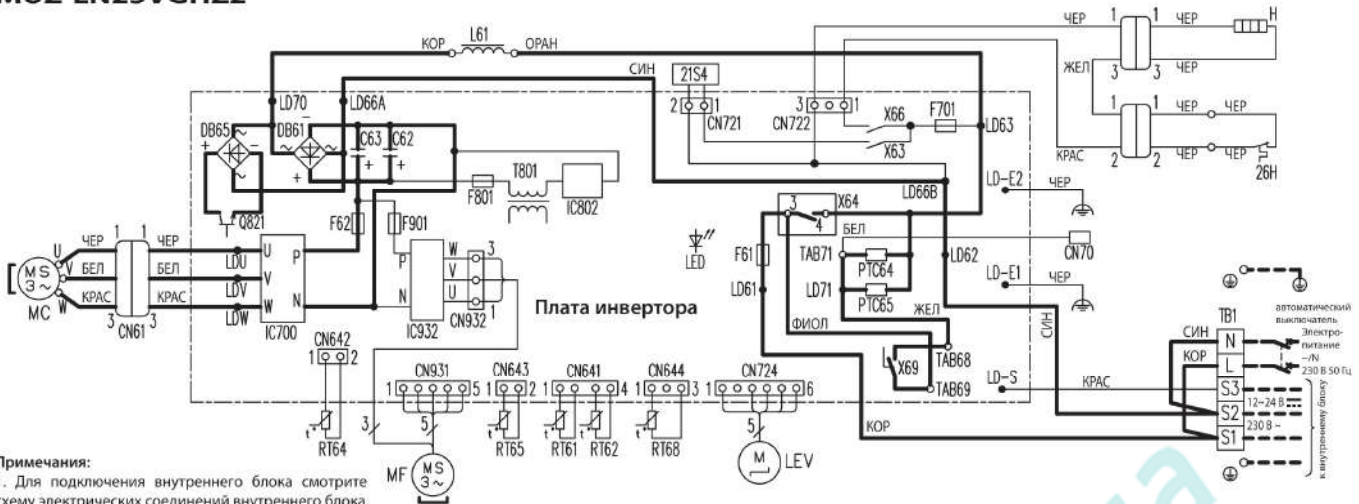 MUZ-LN25VGHZ2
КОР L61 ОРАН
СИН
21S4
2 1
CN721
3 1
CN722
X66
X63
F701
LD63
ЧЕР 1 1 ЧЕР H
ЖЕЛ 3 3 ЧЕР
1 1 ЧЕР ЧЕР
КРАС 2 2 ЧЕР ЧЕР
26H
LD70 LD66A
DB65 DB61 C63 C62
+ - ~ ~ - + + +
Q821
F801 T801 IC802
F62 F901
LD66B
LD-E2 ЧЕР
3 4 X64
БЕЛ
CN70
TAB71 PTC64 LD62
LD71 PTC65
LD-E1 ЧЕР
F61
LD61
ФИОЛ
ЖЕЛ
СИН
X69
TAB68
TAB69
LD-S КРАС
LED
Плата инвертора
U ЧЕР 1 1 ЧЕР LDU U P
V БЕЛ БЕЛ LDV V
W КРАС 3 3 КРАС LDW W N
MS 3~
MC
CN61
IC700
P N IC932
W V U
3 1
CN932
CN642
1 2
RT64
CN931
1 5
3 5
MF MS 3~
CN643
1 2
RT65
CN641
1 4
RT61 RT62
CN644
1 3
RT68
CN724
1 6
5
M LEV
КОР
TB1
СИН N
КОР L
S3
S2
S1
автоматический
выключатель
Электро-
питание
~/N
230 В 50 Гц
12–24 В
230 В ~
к внутреннему блоку
Примечания:
1. Для подключения внутреннего блока смотрите
схему электрических соединений внутреннего блока